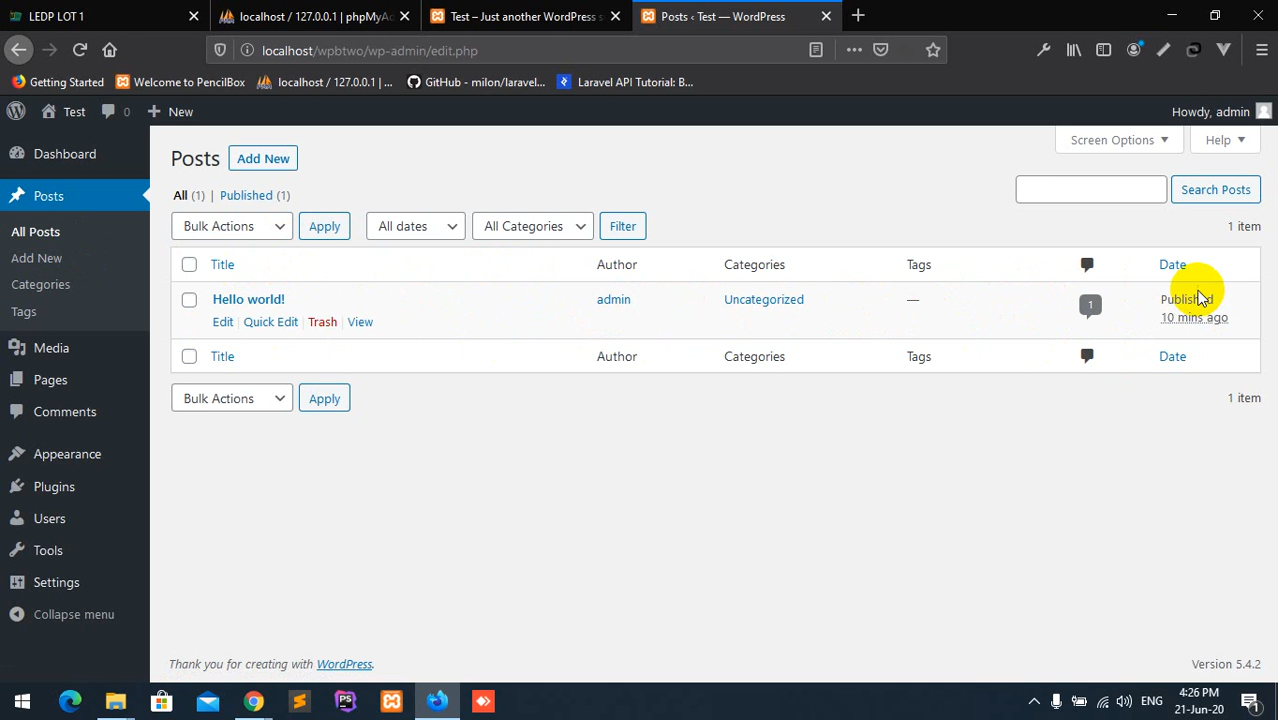 LEDP LOT 1
localhost / 127.0.0.1 | phpMyAc
Test – Just another WordPress s
Posts ‹ Test — WordPress
localhost/wpbtwo/wp-admin/edit.php
Getting Started
Welcome to PencilBox
localhost / 127.0.0.1 | ...
GitHub - milon/laravel...
Laravel API Tutorial: B...
Test
0
New
Howdy, admin
Dashboard
Posts
All Posts
Add New
Categories
Tags
Media
Pages
Comments
Appearance
Plugins
Users
Tools
Settings
Collapse menu
Screen Options
Help
Posts
Add New
All (1) | Published (1)
Search Posts
Bulk Actions
Apply
All dates
All Categories
Filter
1 item
Title
Author
Categories
Tags
Date
Hello world!
admin
Uncategorized
—
1
Published
10 mins ago
Edit | Quick Edit | Trash | View
Title
Author
Categories
Tags
Date
Bulk Actions
Apply
1 item
Thank you for creating with WordPress.
Version 5.4.2
PS
ENG
4:26 PM
21-Jun-20
1